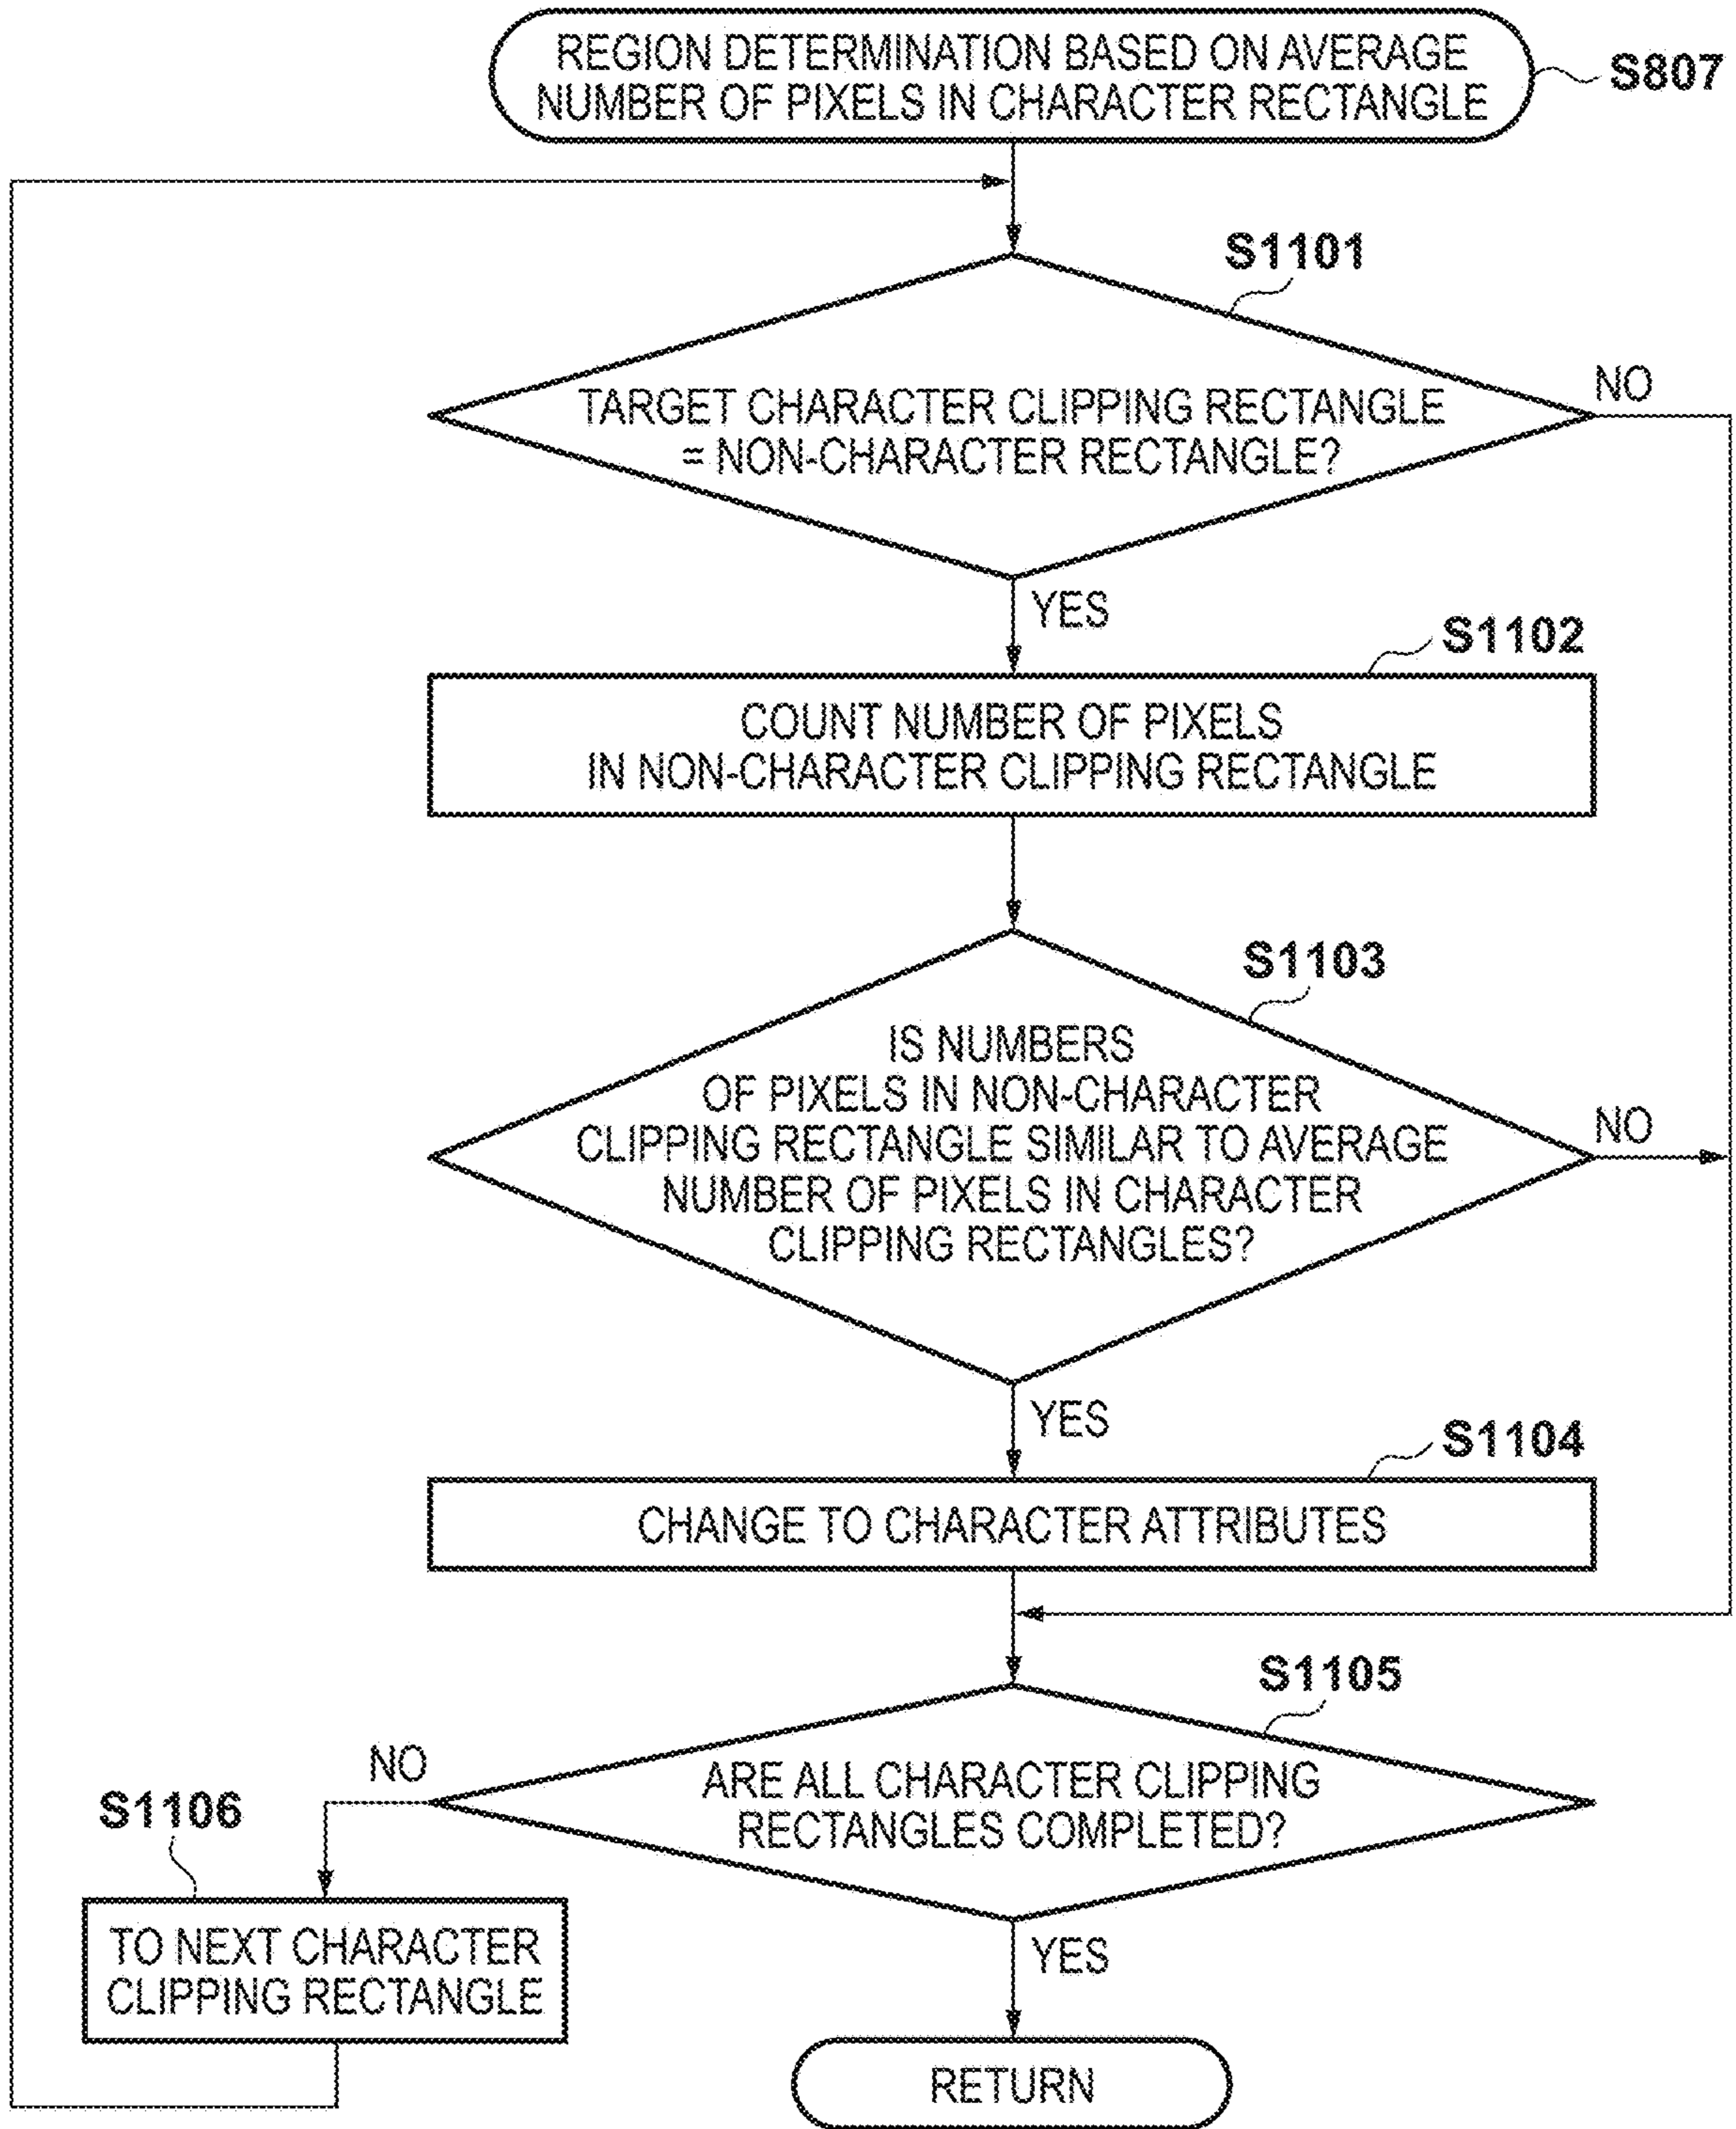 REGION DETERMINATION BASED ON AVERAGE
NUMBER OF PIXELS IN CHARACTER RECTANGLE
S807
S1101
TARGET CHARACTER CLIPPING RECTANGLE
= NON-CHARACTER RECTANGLE?
NO
YES
S1102
COUNT NUMBER OF PIXELS
IN NON-CHARACTER CLIPPING RECTANGLE
S1103
IS NUMBERS
OF PIXELS IN NON-CHARACTER
CLIPPING RECTANGLE SIMILAR TO AVERAGE
NUMBER OF PIXELS IN CHARACTER
CLIPPING RECTANGLES?
NO
YES
S1104
CHANGE TO CHARACTER ATTRIBUTES
S1105
ARE ALL CHARACTER CLIPPING
RECTANGLES COMPLETED?
NO
S1106
TO NEXT CHARACTER
CLIPPING RECTANGLE
YES
RETURN